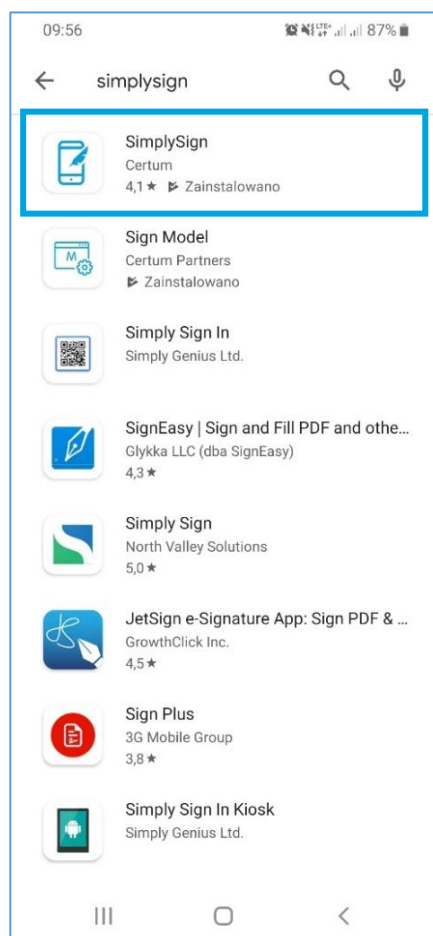 09:56 LTE+ 87%
simplysign
SimplySign
Certum
4,1★ Zainstalowano
Sign Model
M
Certum Partners
Zainstalowano
Simply Sign In
Simply Genius Ltd.
SignEasy | Sign and Fill PDF and othe...
Glykka LLC (dba SignEasy)
4,3★
Simply Sign
North Valley Solutions
5,0★
JetSign e-Signature App: Sign PDF & ...
GrowthClick Inc.
4,5★
Sign Plus
3G Mobile Group
3,8★
Simply Sign In Kiosk
Simply Genius Ltd.